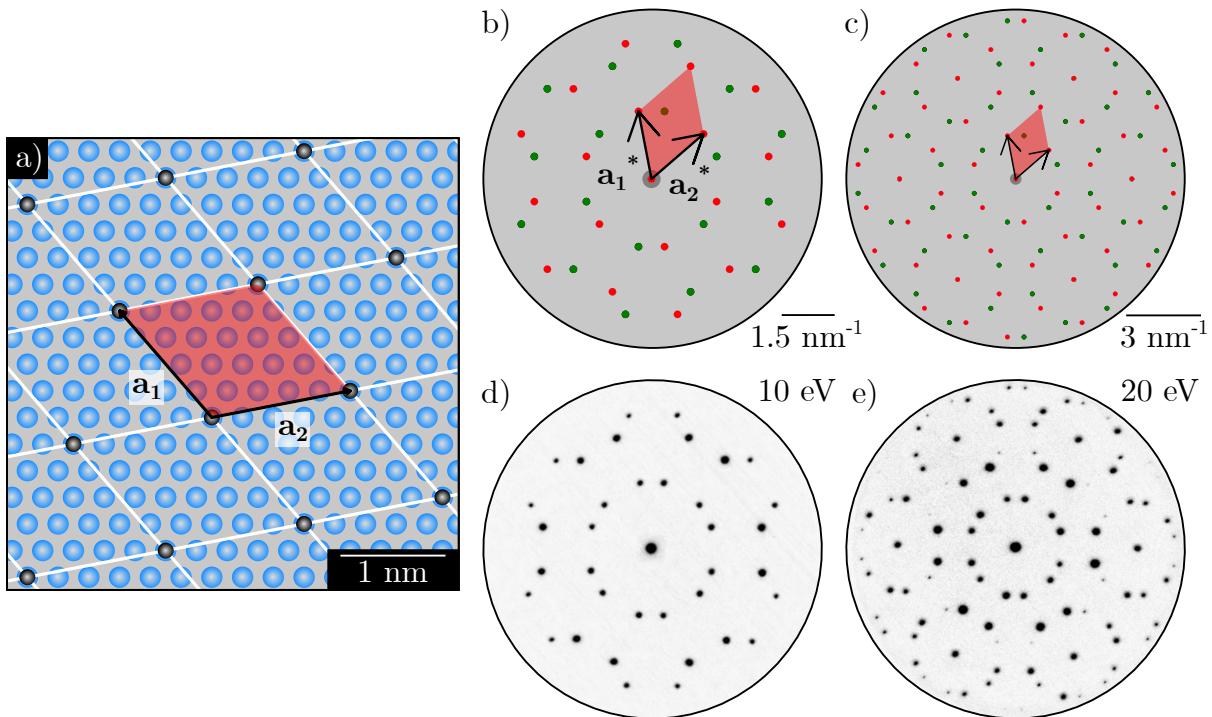 a)
a₁
a₂
1 nm
b)
a₁*
a₂*
1.5 nm⁻¹
c)
3 nm⁻¹
d)
10 eV
e)
20 eV